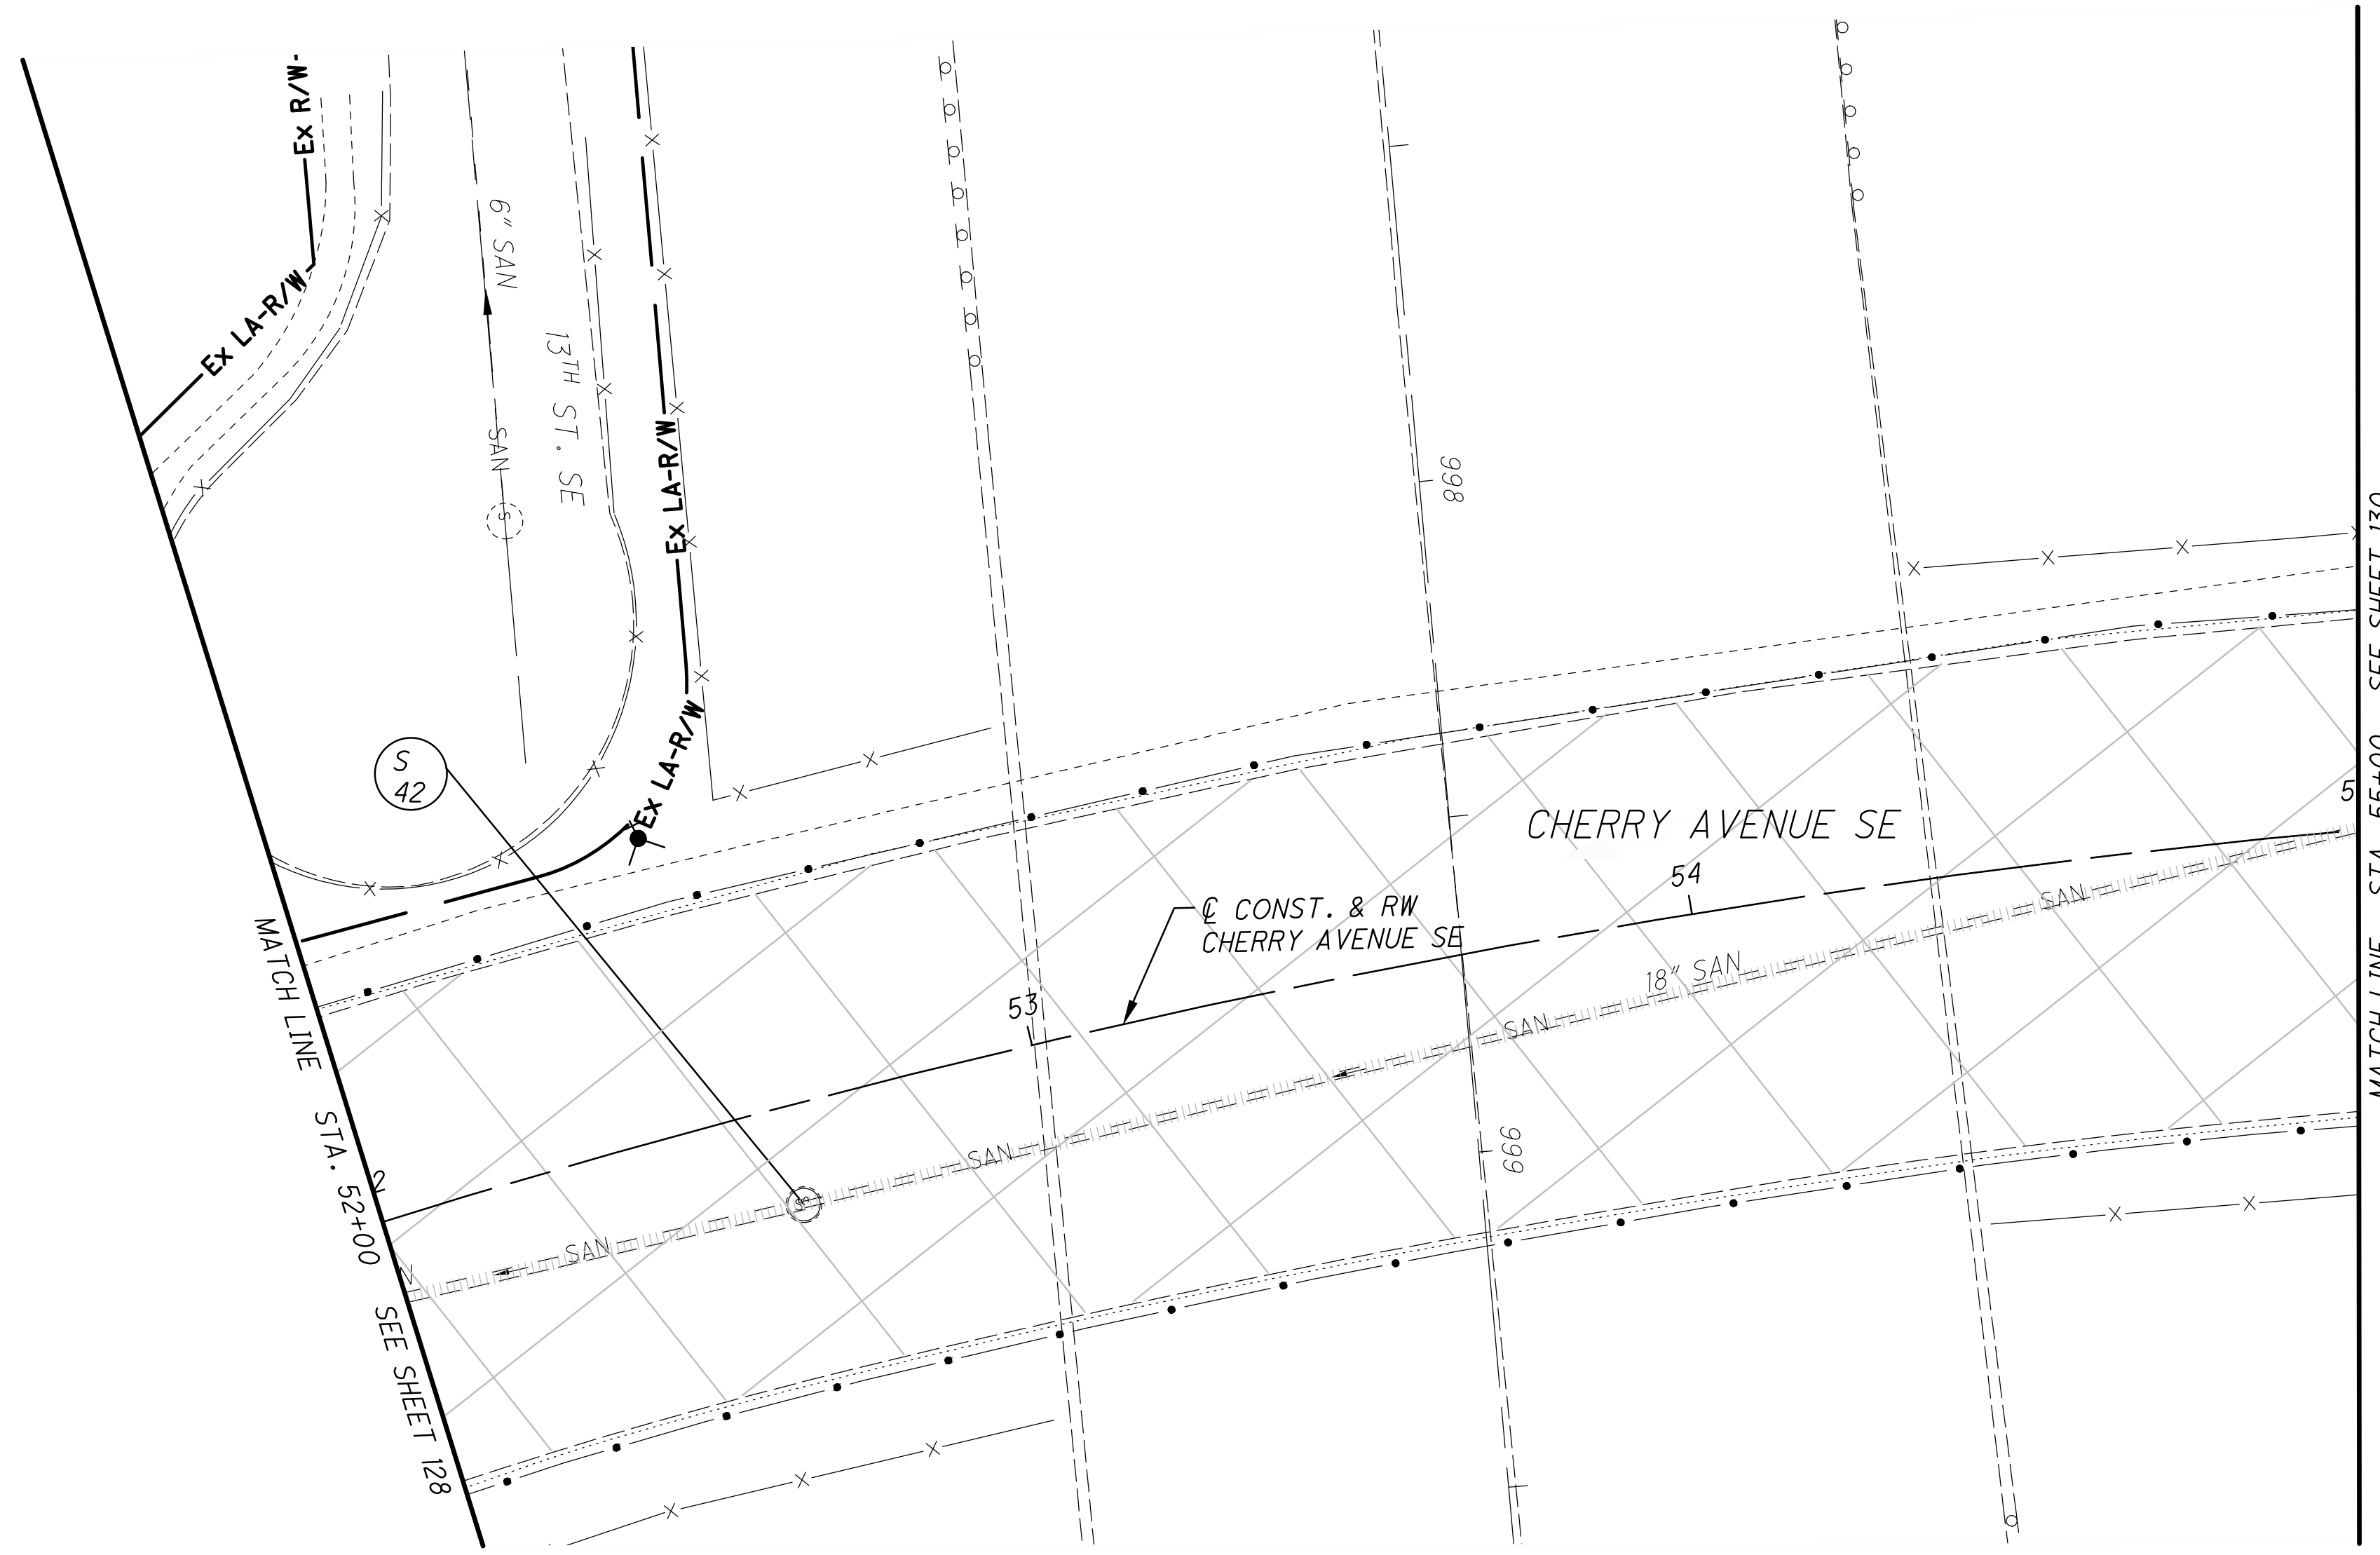 Ex R/W
Ex LA-R/W
6" SAN
SAN
S
13TH ST. SE
Ex LA-R/W
Ex LA-R/W
S
42
998
CHERRY AVENUE SE
54
5
℄ CONST. & RW
CHERRY AVENUE SE
53
SAN
18" SAN
SAN
SAN
999
S
SAN
2
N
MATCH LINE STA. 52+00 SEE SHEET 128
MATCH LINE STA. 55+00 SEE SHEET 130